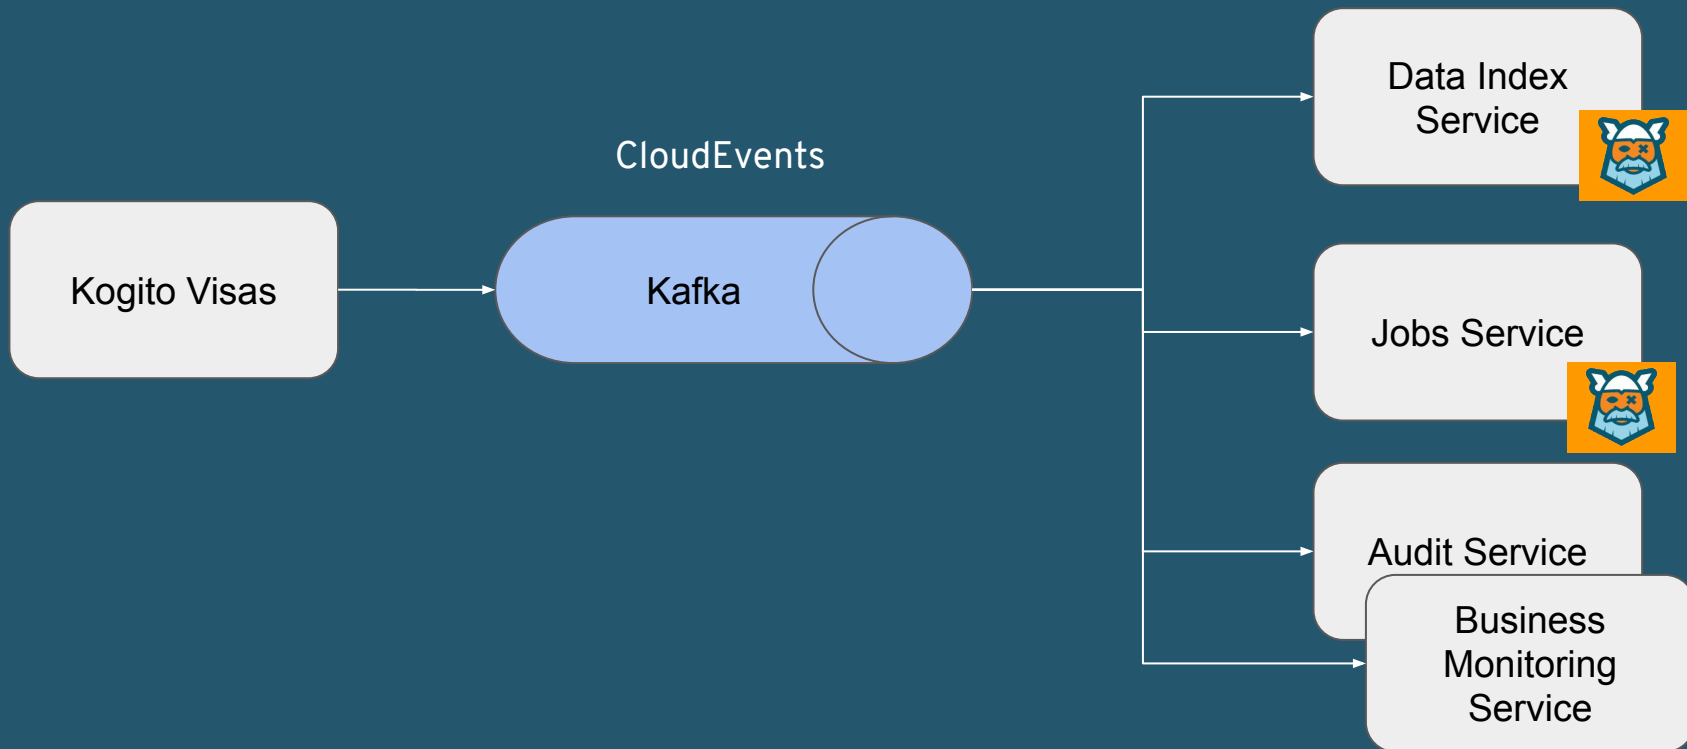 CloudEvents
Kogito Visas
Kafka
Data Index
Service
Jobs Service
Audit Service
Business
Monitoring
Service